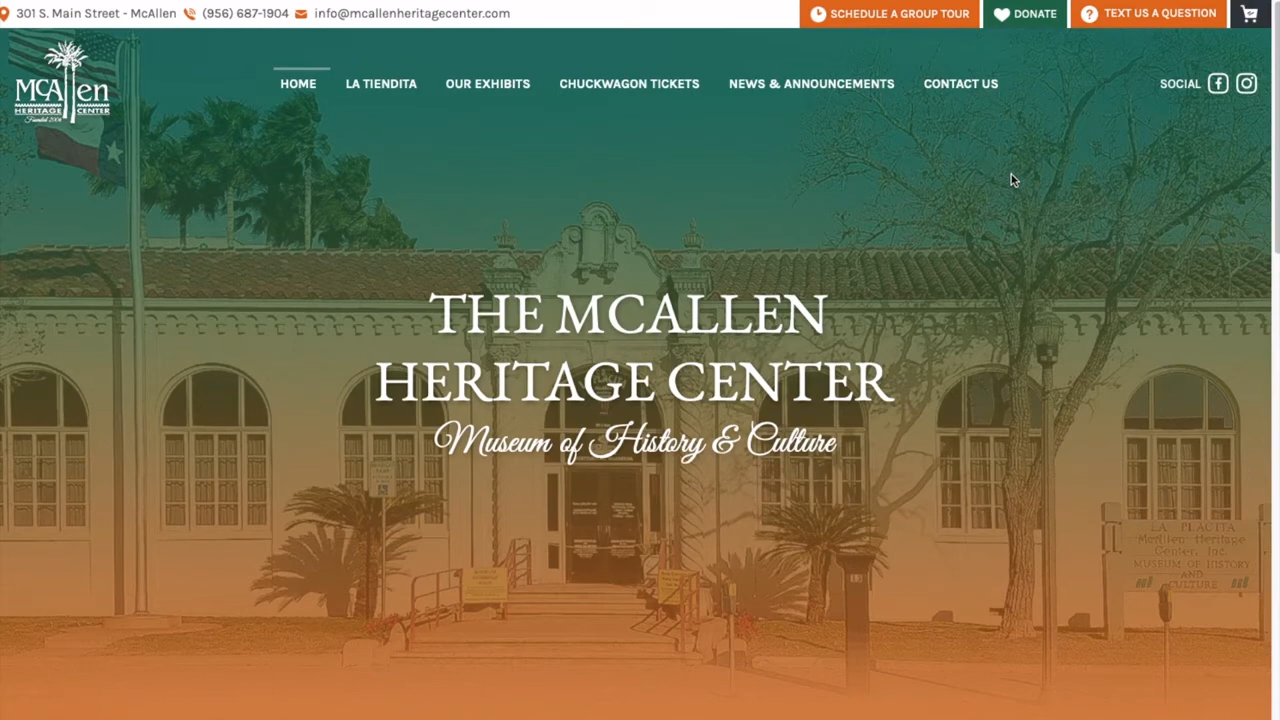 301 S. Main Street - McAllen (956) 687-1904 info@mcallenheritagecenter.com
SCHEDULE A GROUP TOUR DONATE TEXT US A QUESTION
MCAllen
HERITAGE CENTER
Founded 2006
HOME LA TIENDITA OUR EXHIBITS CHUCKWAGON TICKETS NEWS & ANNOUNCEMENTS CONTACT US SOCIAL
THE MCALLEN
HERITAGE CENTER
Museum of History & Culture
LA PLACITA
McAllen Heritage
Center, Inc.
MUSEUM OF HISTORY
AND
CULTURE